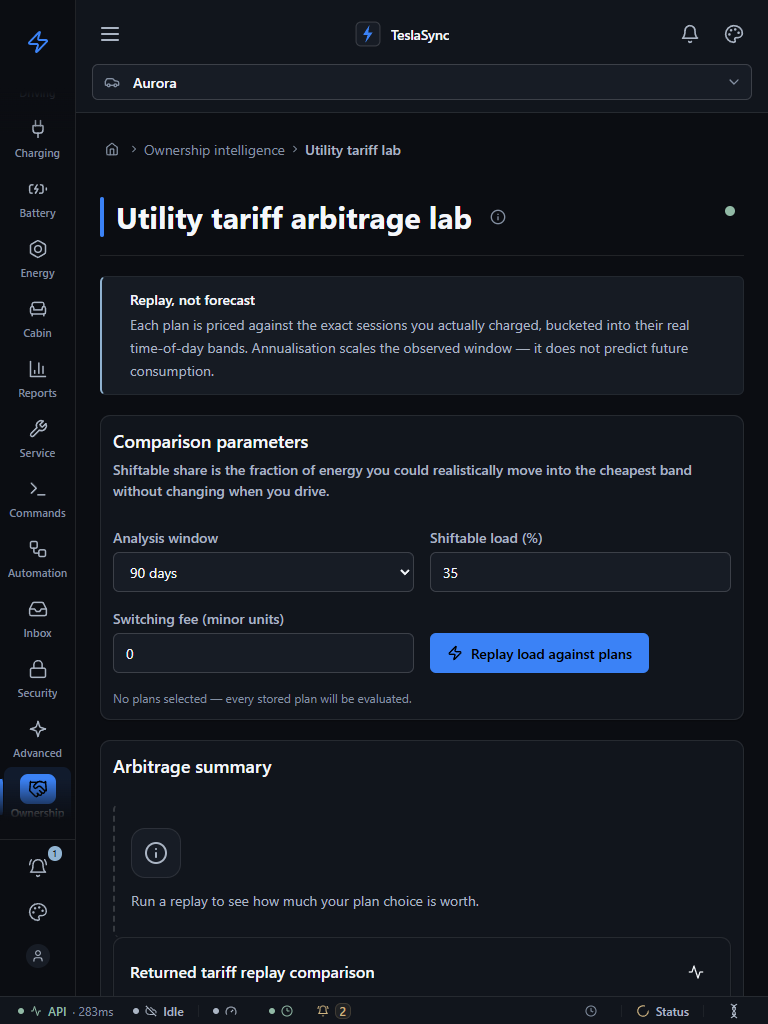 TeslaSync
Aurora
Driving
Charging
Battery
Energy
Cabin
Reports
Service
Commands
Automation
Inbox
Security
Advanced
Ownership
1
Ownership intelligence > Utility tariff lab
Utility tariff arbitrage lab
Replay, not forecast
Each plan is priced against the exact sessions you actually charged, bucketed into their real
time-of-day bands. Annualisation scales the observed window — it does not predict future
consumption.
Comparison parameters
Shiftable share is the fraction of energy you could realistically move into the cheapest band
without changing when you drive.
Analysis window
90 days
Shiftable load (%)
35
Switching fee (minor units)
0
Replay load against plans
No plans selected — every stored plan will be evaluated.
Arbitrage summary
Run a replay to see how much your plan choice is worth.
Returned tariff replay comparison
API · 283ms
Idle
2
Status